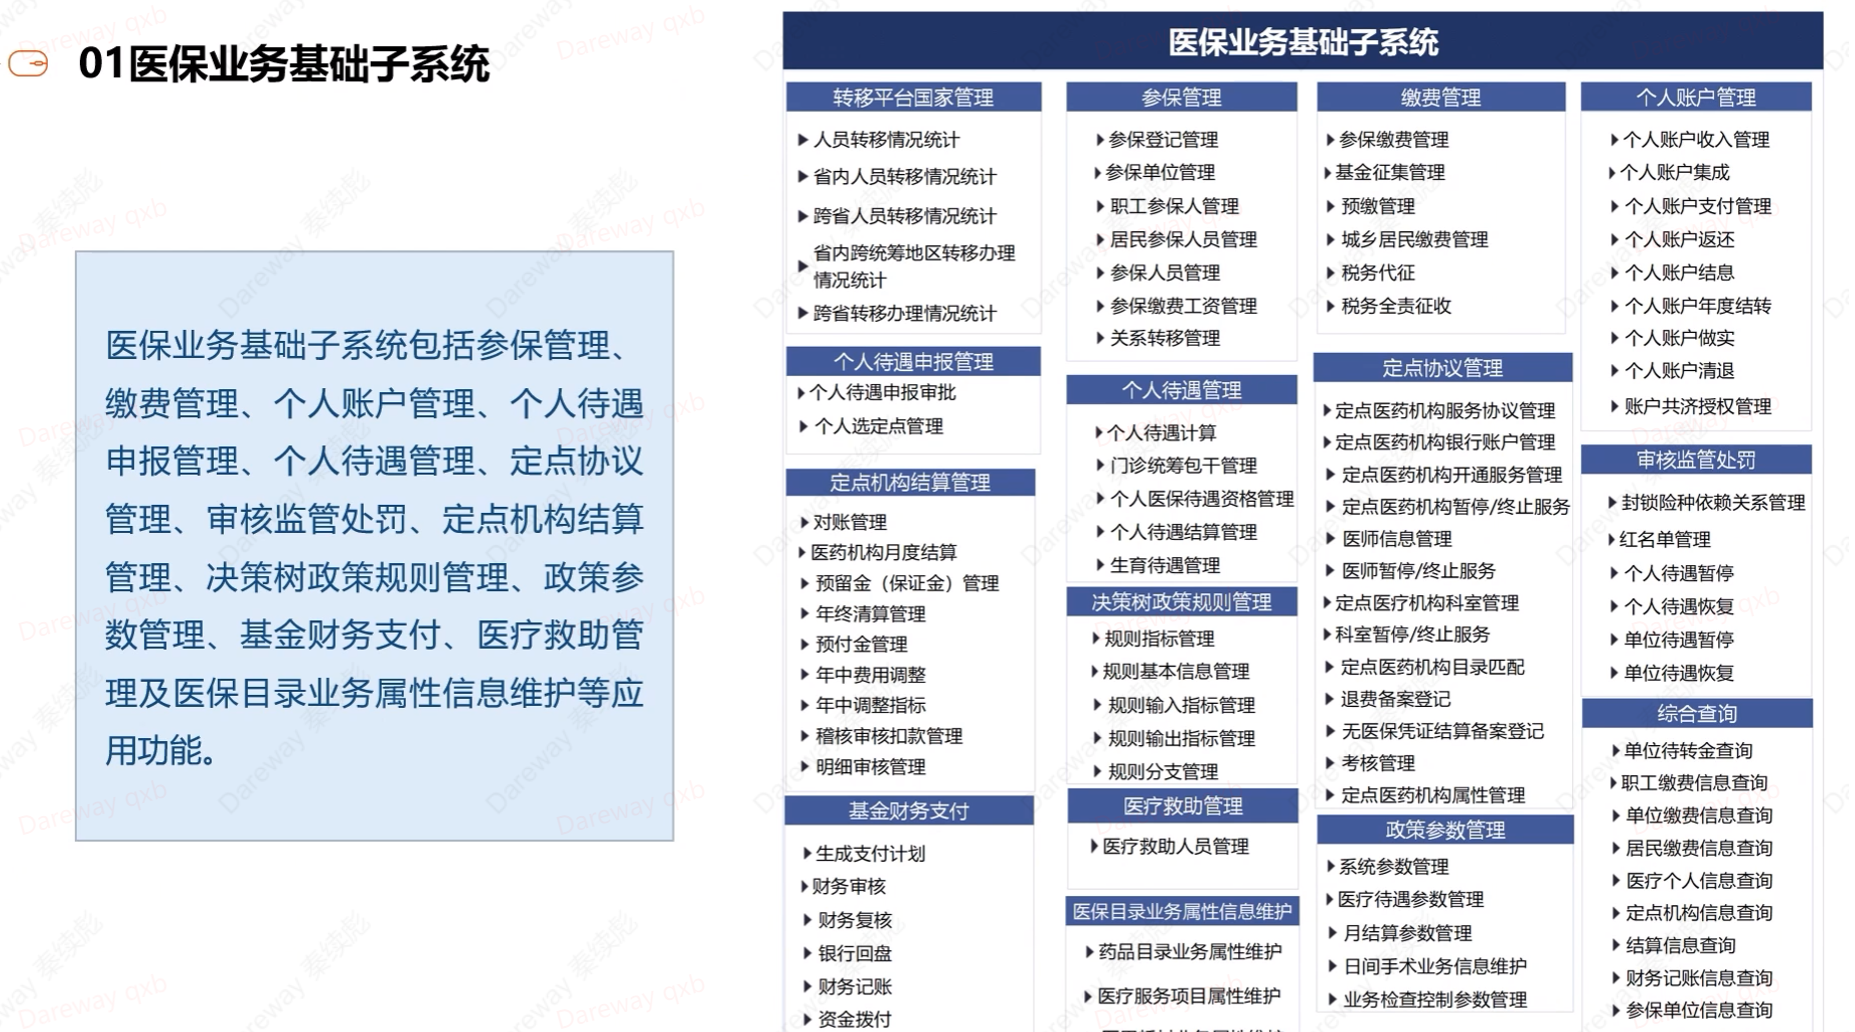 01医保业务基础子系统
医保业务基础子系统包括参保管理、
缴费管理、个人账户管理、个人待遇
申报管理、个人待遇管理、定点协议
管理、审核监管处罚、定点机构结算
管理、决策树政策规则管理、政策参
数管理、基金财务支付、医疗救助管
理及医保目录业务属性信息维护等应
用功能。
医保业务基础子系统
转移平台国家管理
人员转移情况统计
省内人员转移情况统计
跨省人员转移情况统计
省内跨统筹地区转移办理
情况统计
跨省转移办理情况统计
个人待遇申报管理
个人待遇申报审批
个人选定点管理
定点机构结算管理
对账管理
医药机构月度结算
预留金（保证金）管理
年终清算管理
预付金管理
年中费用调整
年中调整指标
稽核审核扣款管理
明细审核管理
基金财务支付
生成支付计划
财务审核
财务复核
银行回盘
财务记账
资金拨付
参保管理
参保登记管理
参保单位管理
职工参保人管理
居民参保人员管理
参保人员管理
参保缴费工资管理
关系转移管理
个人待遇管理
个人待遇计算
门诊统筹包干管理
个人医保待遇资格管理
个人待遇结算管理
生育待遇管理
决策树政策规则管理
规则指标管理
规则基本信息管理
规则输入指标管理
规则输出指标管理
规则分支管理
医疗救助管理
医疗救助人员管理
医保目录业务属性信息维护
药品目录业务属性维护
医疗服务项目属性维护
缴费管理
参保缴费管理
基金征集管理
预缴管理
城乡居民缴费管理
税务代征
税务全责征收
定点协议管理
定点医药机构服务协议管理
定点医药机构银行账户管理
定点医药机构开通服务管理
定点医药机构暂停/终止服务
医师信息管理
医师暂停/终止服务
定点医疗机构科室管理
科室暂停/终止服务
定点医药机构目录匹配
退费备案登记
无医保凭证结算备案登记
考核管理
定点医药机构属性管理
政策参数管理
系统参数管理
医疗待遇参数管理
月结算参数管理
日间手术业务信息维护
业务检查控制参数管理
个人账户管理
个人账户收入管理
个人账户集成
个人账户支付管理
个人账户返还
个人账户结息
个人账户年度结转
个人账户做实
个人账户清退
账户共济授权管理
审核监管处罚
封锁险种依赖关系管理
红名单管理
个人待遇暂停
个人待遇恢复
单位待遇暂停
单位待遇恢复
综合查询
单位待转金查询
职工缴费信息查询
单位缴费信息查询
居民缴费信息查询
医疗个人信息查询
定点机构信息查询
结算信息查询
财务记账信息查询
参保单位信息查询
Dareway qxb
Dareway 秦续彪